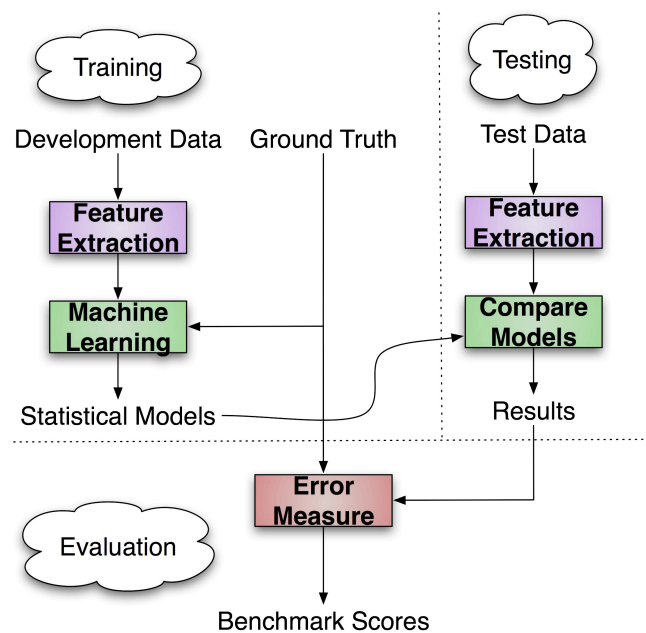 Training
Testing
Development Data
Ground Truth
Test Data
Feature
Extraction
Feature
Extraction
Machine
Learning
Compare
Models
Statistical Models
Results
Error
Measure
Evaluation
Benchmark Scores